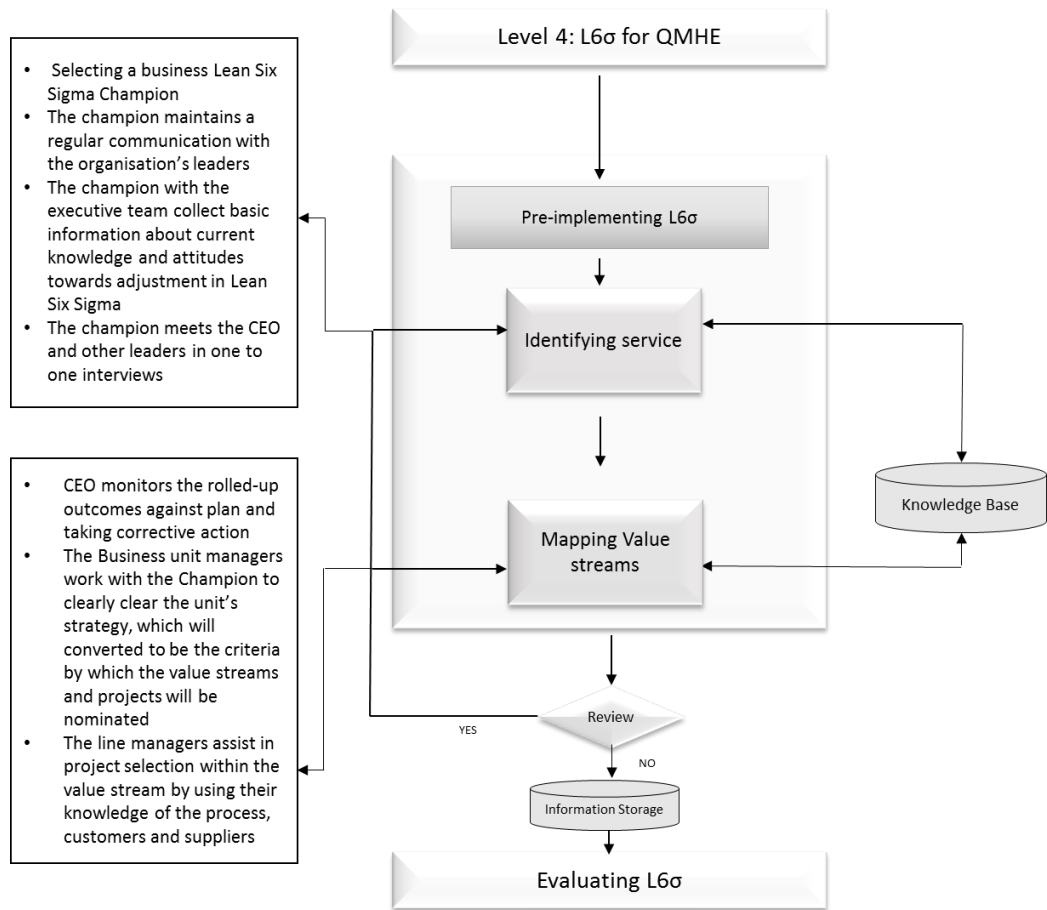 Level 4: L6σ for QMHE
• Selecting a business Lean Six
Sigma Champion
• The champion maintains a
regular communication with
the organisation’s leaders
• The champion with the
executive team collect basic
information about current
knowledge and attitudes
towards adjustment in Lean
Six Sigma
• The champion meets the CEO
and other leaders in one to
one interviews
Pre-implementing L6σ
Identifying service
Knowledge Base
• CEO monitors the rolled-up
outcomes against plan and
taking corrective action
• The Business unit managers
work with the Champion to
clearly clear the unit’s
strategy, which will
converted to be the criteria
by which the value streams
and projects will be
nominated
• The line managers assist in
project selection within the
value stream by using their
knowledge of the process,
customers and suppliers
Mapping Value
streams
Review
YES
NO
Information Storage
Evaluating L6σ